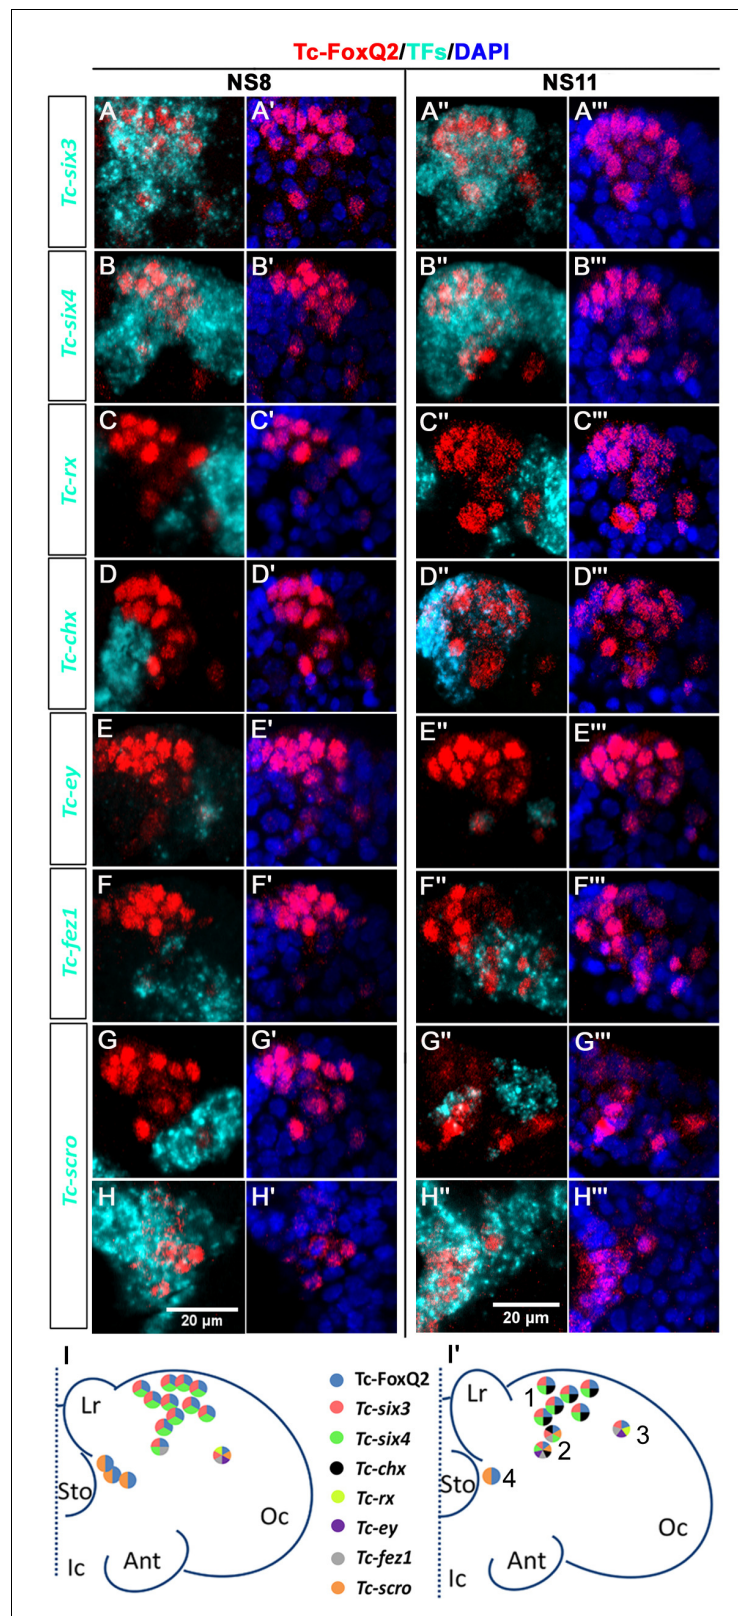 Tc-FoxQ2/TFs/DAPI
NS8 NS11
Tc-six3
A A' A'' A'''
Tc-six4
B B' B'' B'''
Tc-rx
C C' C'' C'''
Tc-chx
D D' D'' D'''
Tc-ey
E E' E'' E'''
Tc-fez1
F F' F'' F'''
Tc-scro
G G' G'' G'''
H H' H'' H'''
20 µm 20 µm
I
Lr
Sto
Ic
Ant
Oc
Tc-FoxQ2
Tc-six3
Tc-six4
Tc-chx
Tc-rx
Tc-ey
Tc-fez1
Tc-scro
I'
Lr
1
2
3
4
Sto
Ic
Ant
Oc